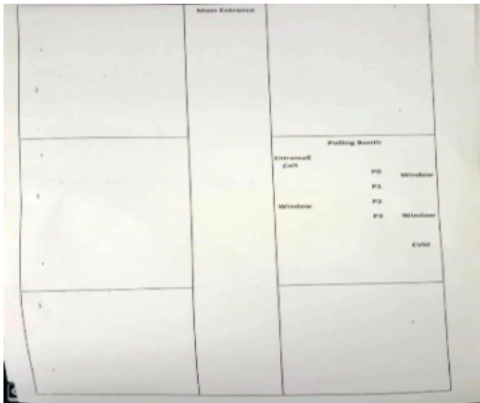 Main Entrance
Polling Booth
Entrance&
Exit
P0
Window
P1
P2
Window
P3
Window
EVM